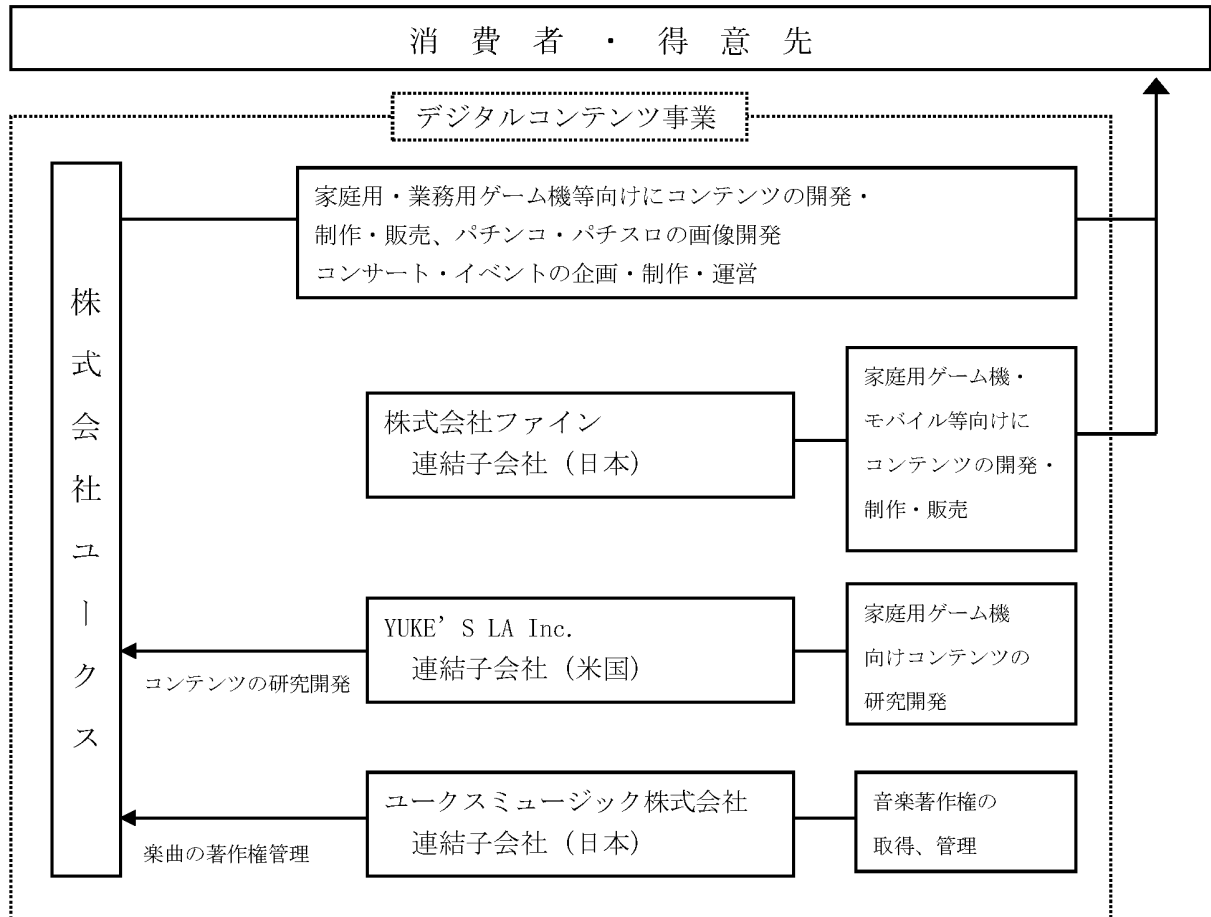 消費者・得意先
デジタルコンテンツ事業
株式会社ユークス
家庭用・業務用ゲーム機等向けにコンテンツの開発・
制作・販売、パチンコ・パチスロの画像開発
コンサート・イベントの企画・制作・運営
株式会社ファイン
連結子会社（日本）
家庭用ゲーム機・
モバイル等向けに
コンテンツの開発・
制作・販売
コンテンツの研究開発
YUKE’S LA Inc.
連結子会社（米国）
家庭用ゲーム機
向けコンテンツの
研究開発
楽曲の著作権管理
ユークスミュージック株式会社
連結子会社（日本）
音楽著作権の
取得、管理